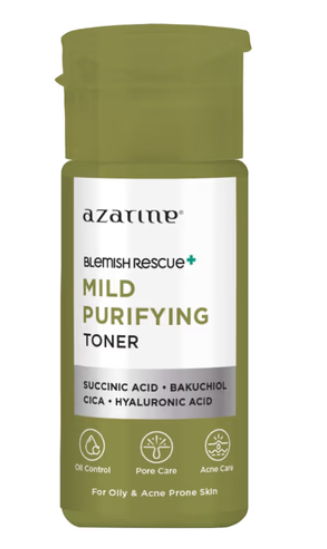 azarine®
BLEMISH RESCUE+
MILD
PURIFYING
TONER
SUCCINIC ACID • BAKUCHIOL
CICA • HYALURONIC ACID
Oil Control Pore Care Acne Care
For Oily & Acne Prone Skin